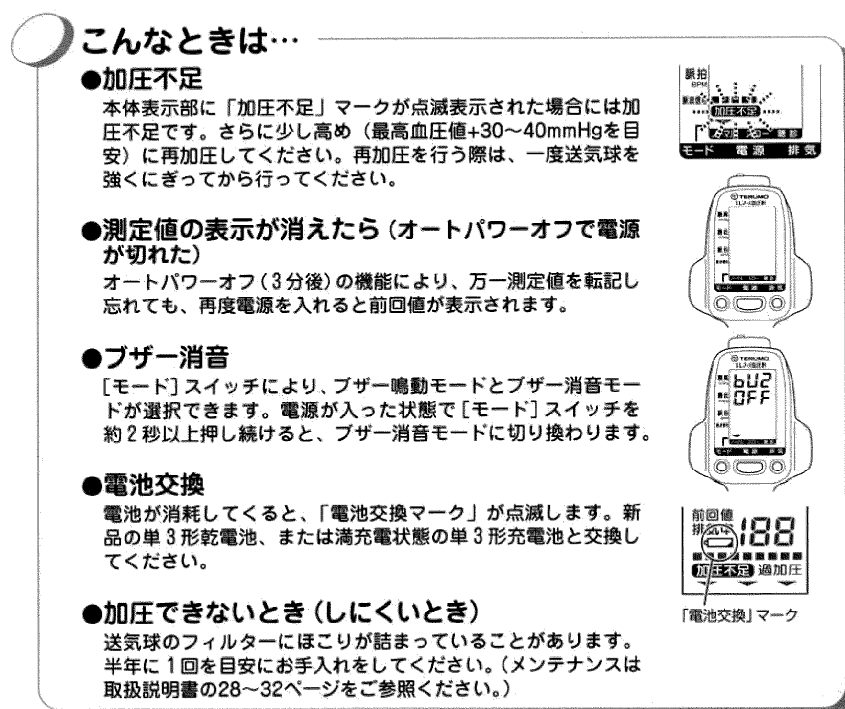 こんなときは…
●加圧不足
本体表示部に「加圧不足」マークが点滅表示された場合には加
圧不足です。さらに少し高め（最高血圧値+30〜40mmHgを目
安）に再加圧してください。再加圧を行う際は、一度送気球を
強くにぎってから行ってください。
脈拍
BPM
加圧不足
モード 電源 排気
●測定値の表示が消えたら（オートパワーオフで電源
が切れた）
オートパワーオフ（3分後）の機能により、万一測定値を転記し
忘れても、再度電源を入れると前回値が表示されます。
TERUMO
モード 電源 排気
●ブザー消音
［モード］スイッチにより、ブザー鳴動モードとブザー消音モー
ドが選択できます。電源が入った状態で［モード］スイッチを
約2秒以上押し続けると、ブザー消音モードに切り換わります。
TERUMO
bUZ
OFF
モード 電源 排気
●電池交換
電池が消耗してくると、「電池交換マーク」が点滅します。新
品の単3形乾電池、または満充電状態の単3形充電池と交換し
てください。
前回値
排気中
188
加圧不足 過加圧
「電池交換」マーク
●加圧できないとき（しにくいとき）
送気球のフィルターにほこりが詰まっていることがあります。
半年に1回を目安にお手入れをしてください。（メンテナンスは
取扱説明書の28〜32ページをご参照ください。）